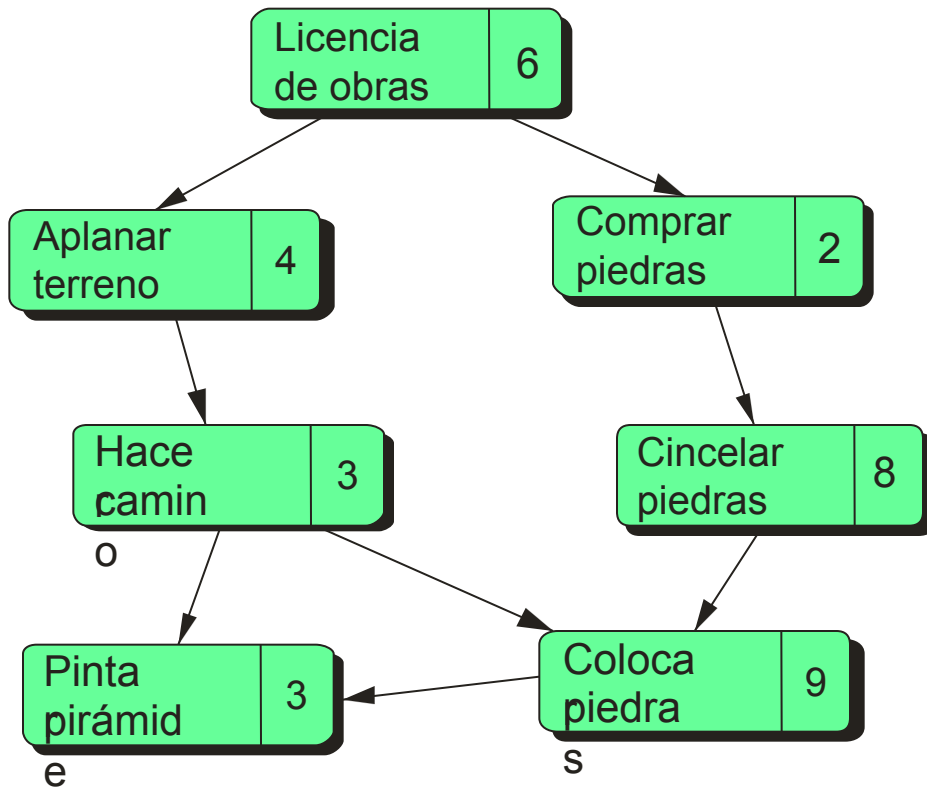 Licencia
de obras
6
Aplanar
terreno
4
Comprar
piedras
2
Hace
r
camin
o
3
Cincelar
piedras
8
Pinta
r
pirámid
e
3
Coloca
r
piedra
s
9